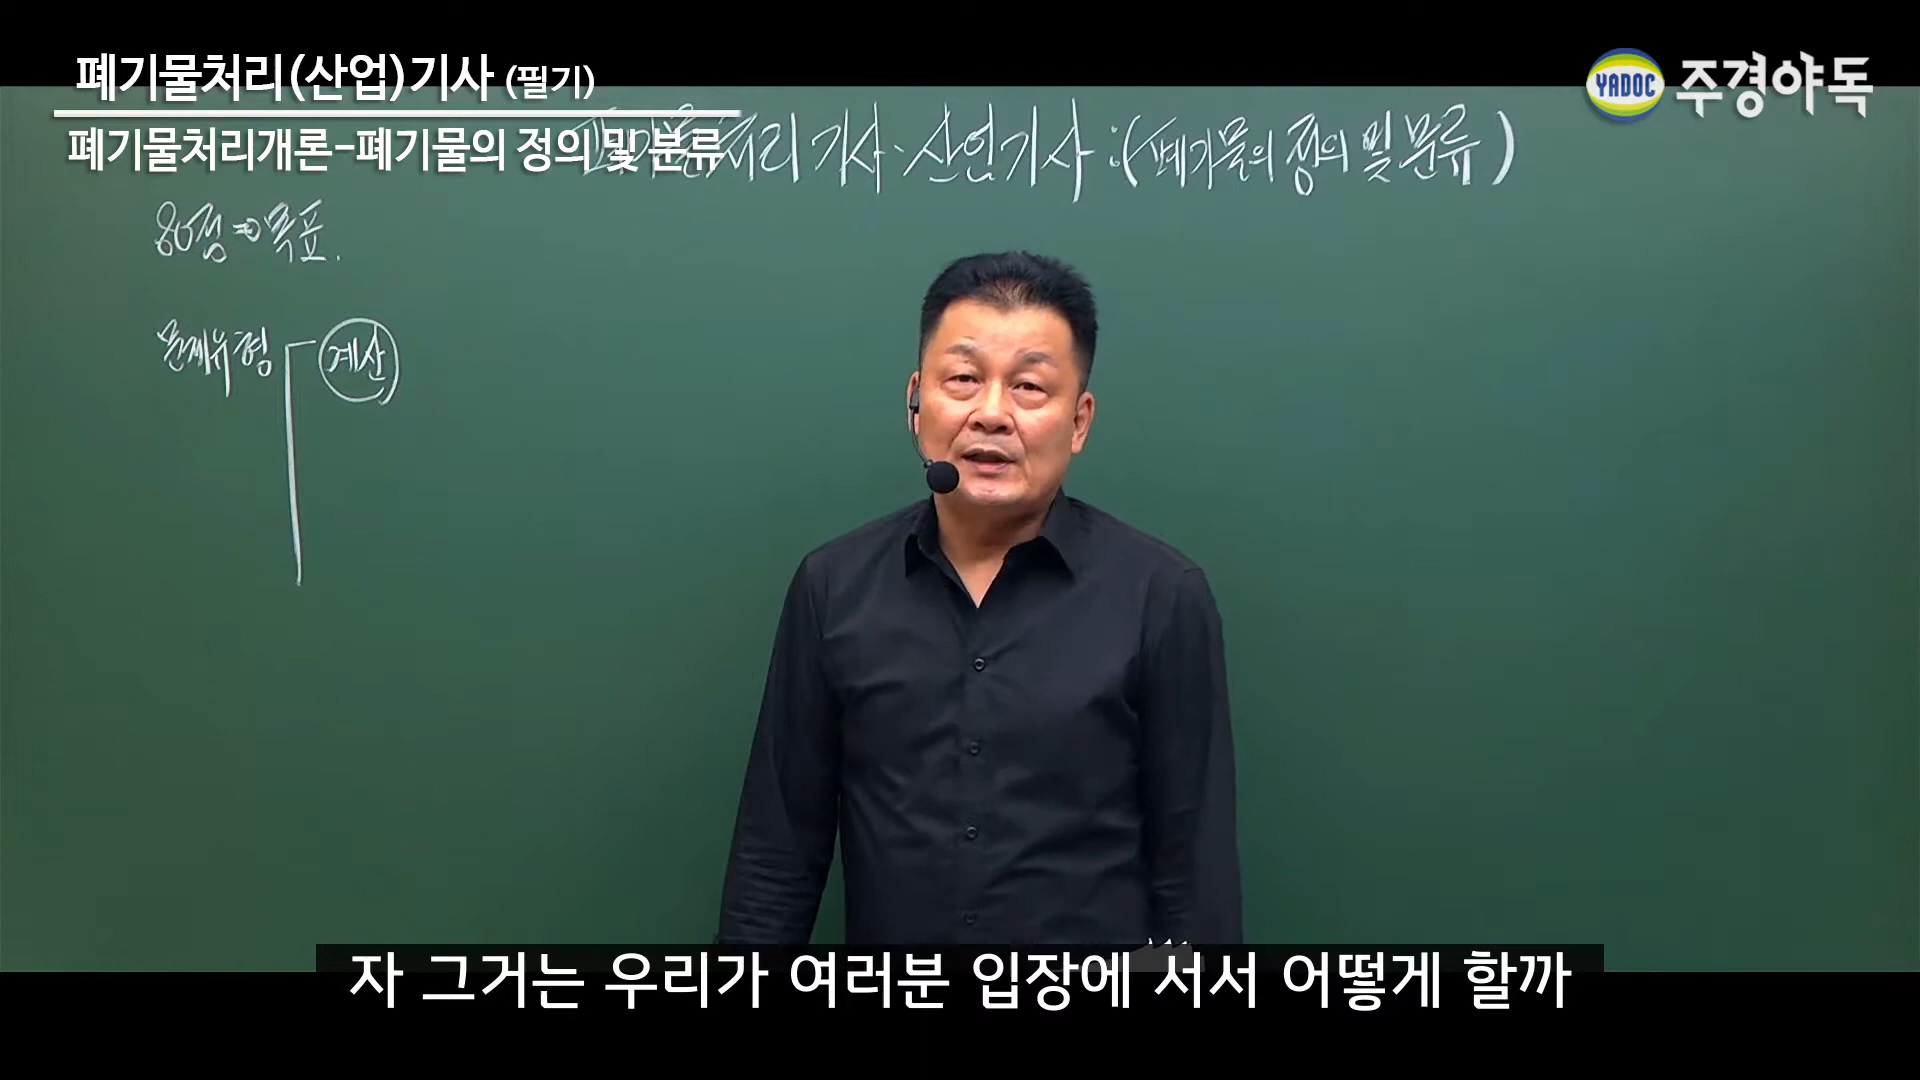 폐기물처리(산업)기사 (필기)
YADOC 주경야독
폐기물처리개론-폐기물의 정의 및 분류
처리기사·산업기사:(폐기물의 정의 및 분류)
80점⇒목표.
문제유형 계산
자 그거는 우리가 여러분 입장에 서서 어떻게 할까